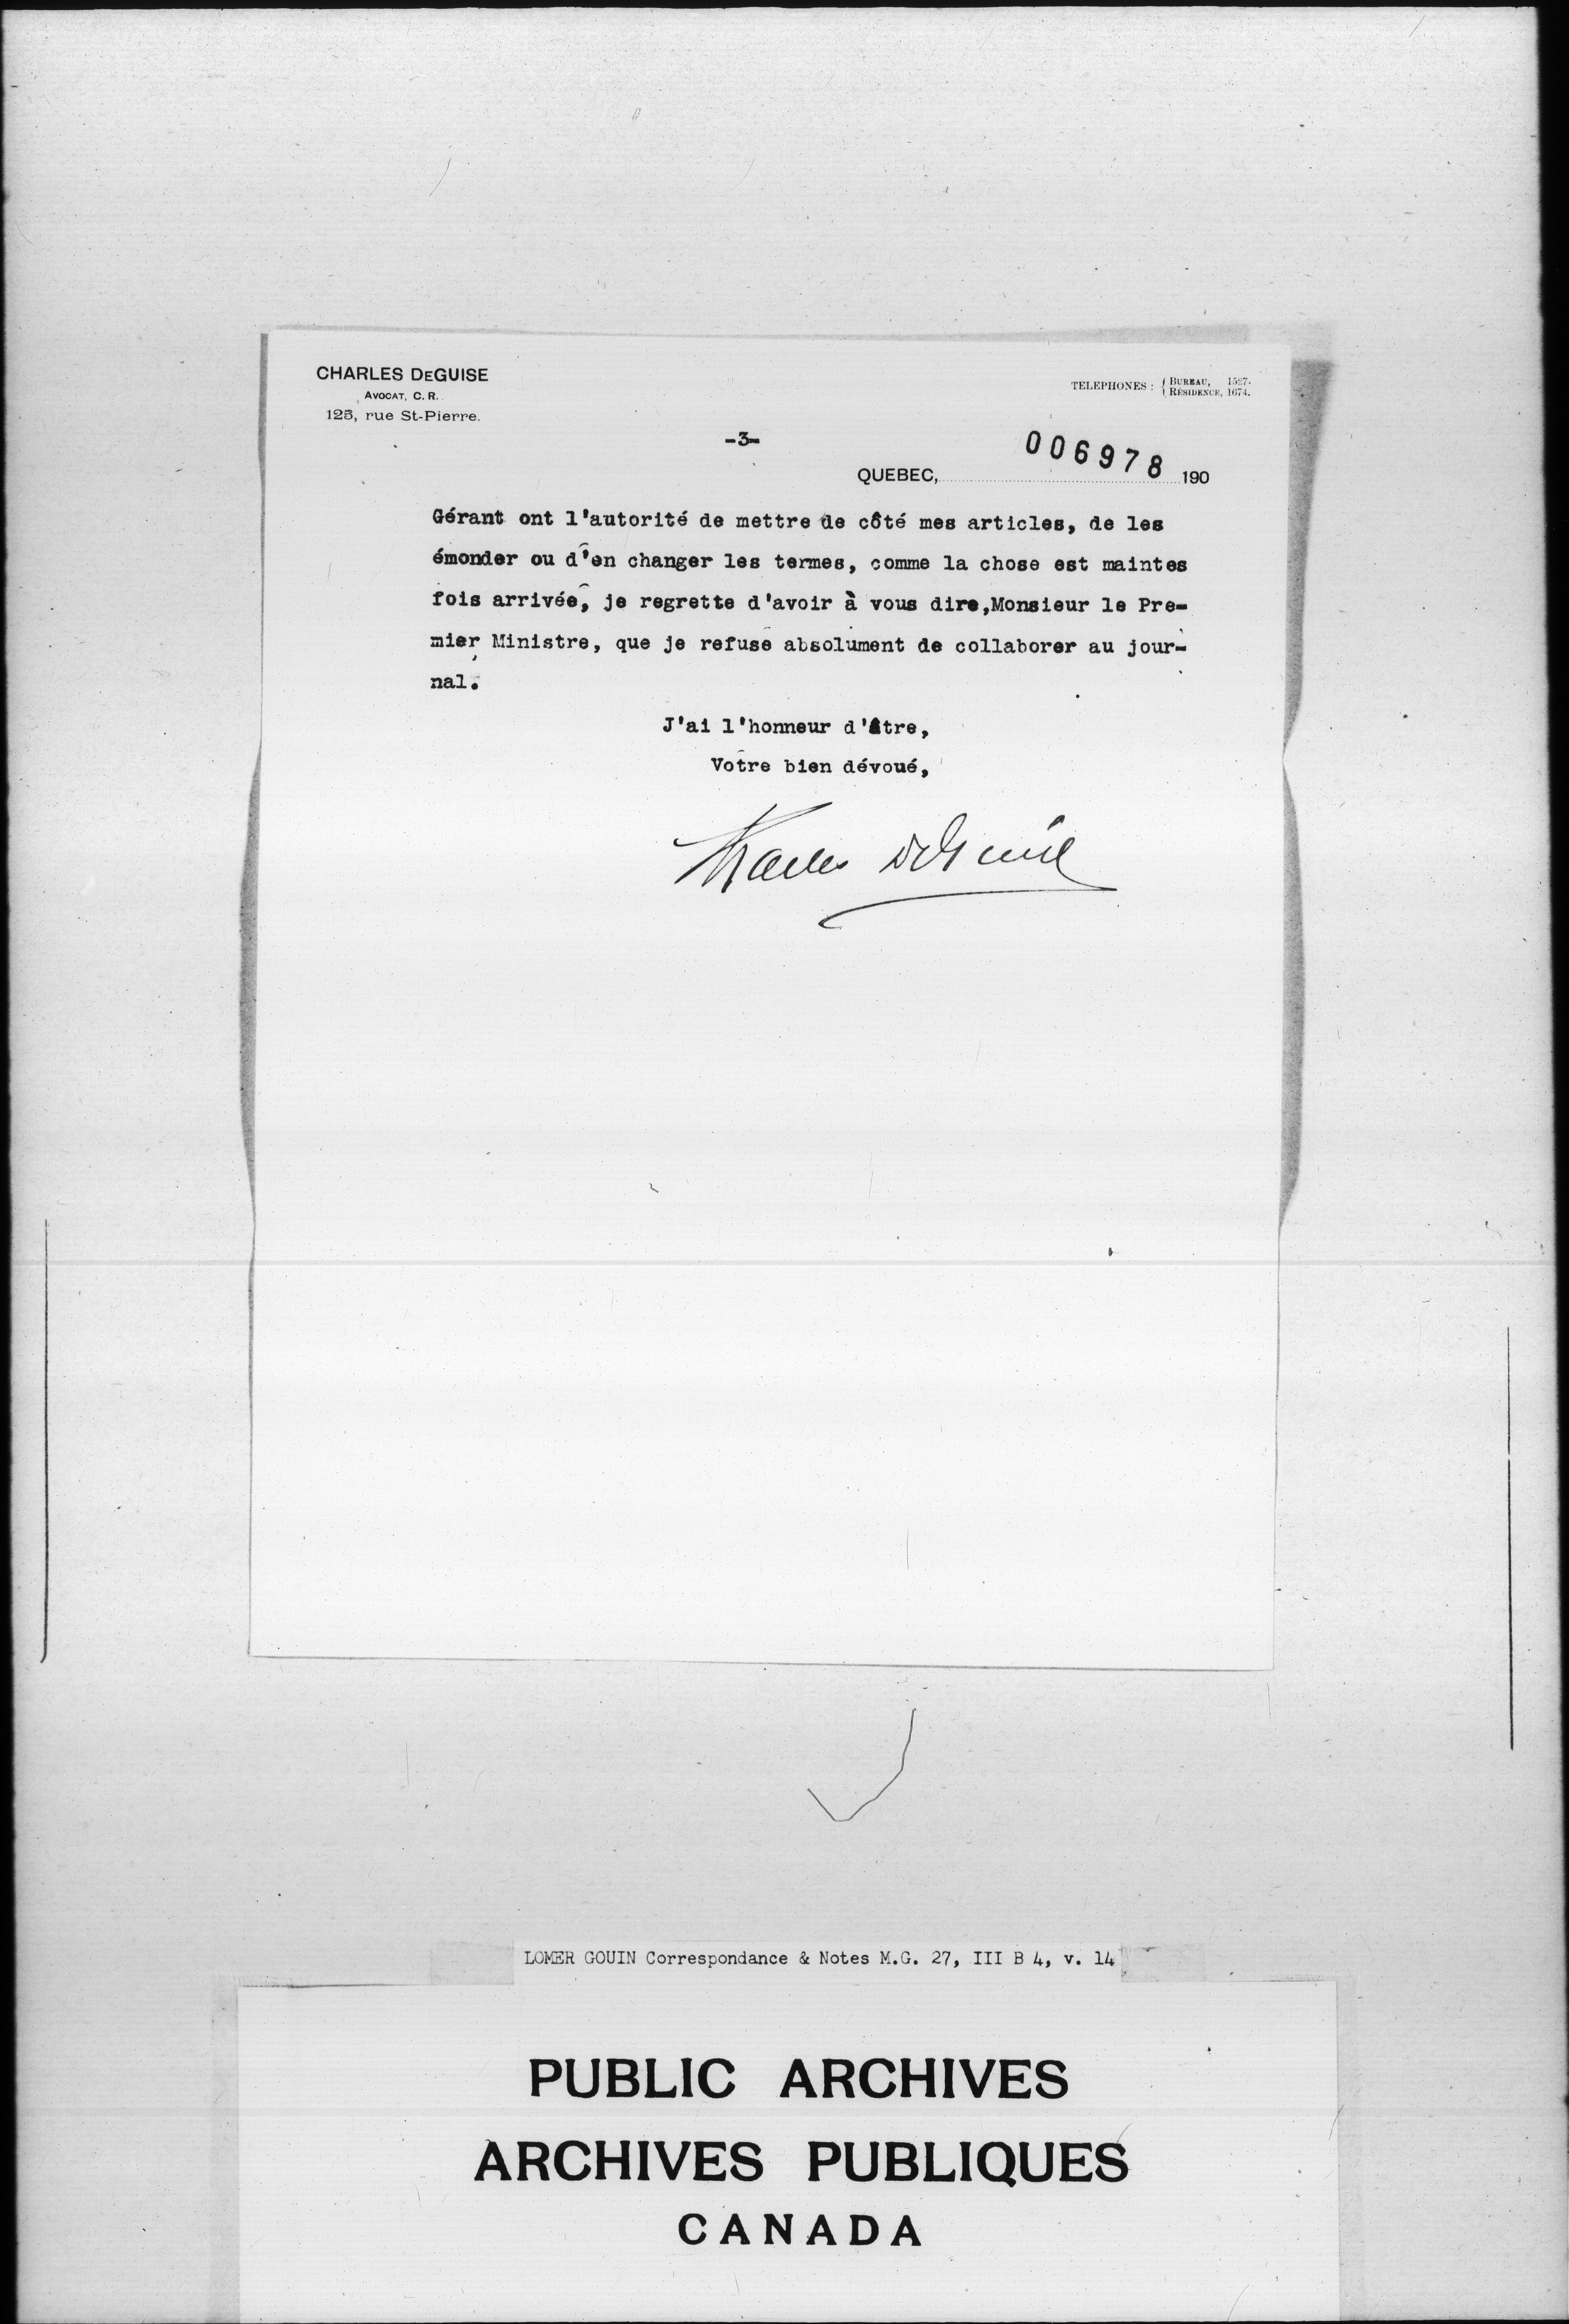 CHARLES DEGUISE
AVOCAT, C. R.
125, rue St-Pierre.
TELEPHONES : { BUREAU, 1527.
RÉSIDENCE, 1674.
-3-
006978
QUEBEC, 190
Gérant ont l'autorité de mettre de côté mes articles, de les
émonder ou d'en changer les termes, comme la chose est maintes
fois arrivée, je regrette d'avoir à vous dire,Monsieur le Pre-
mier Ministre, que je refuse absolument de collaborer au jour-
nal.
J'ai l'honneur d'être,
Votre bien dévoué,
Charles DeGuise
LOMER GOUIN Correspondance & Notes M.G. 27, III B 4, v. 14
PUBLIC ARCHIVES
ARCHIVES PUBLIQUES
CANADA